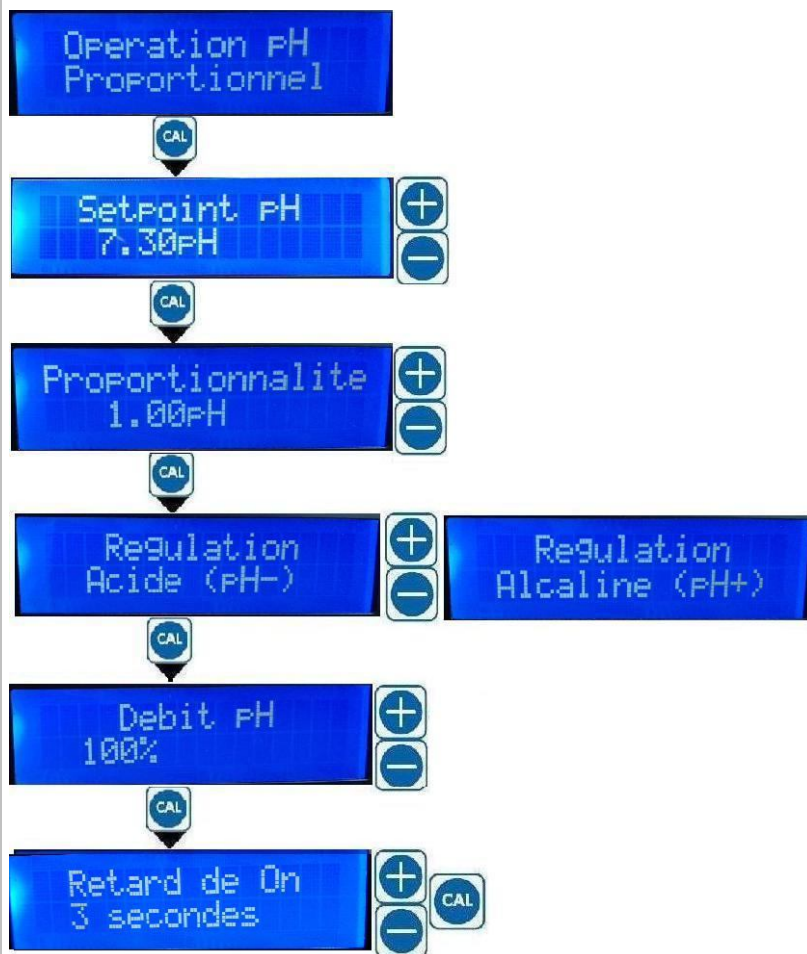 Operation pH
Proportionnel
CAL
Setpoint pH
7.30pH
CAL
Proportionnalite
1.00pH
CAL
Regulation
Acide (pH-)
Regulation
Alcaline (pH+)
CAL
Debit pH
100%
CAL
Retard de On
3 secondes
CAL